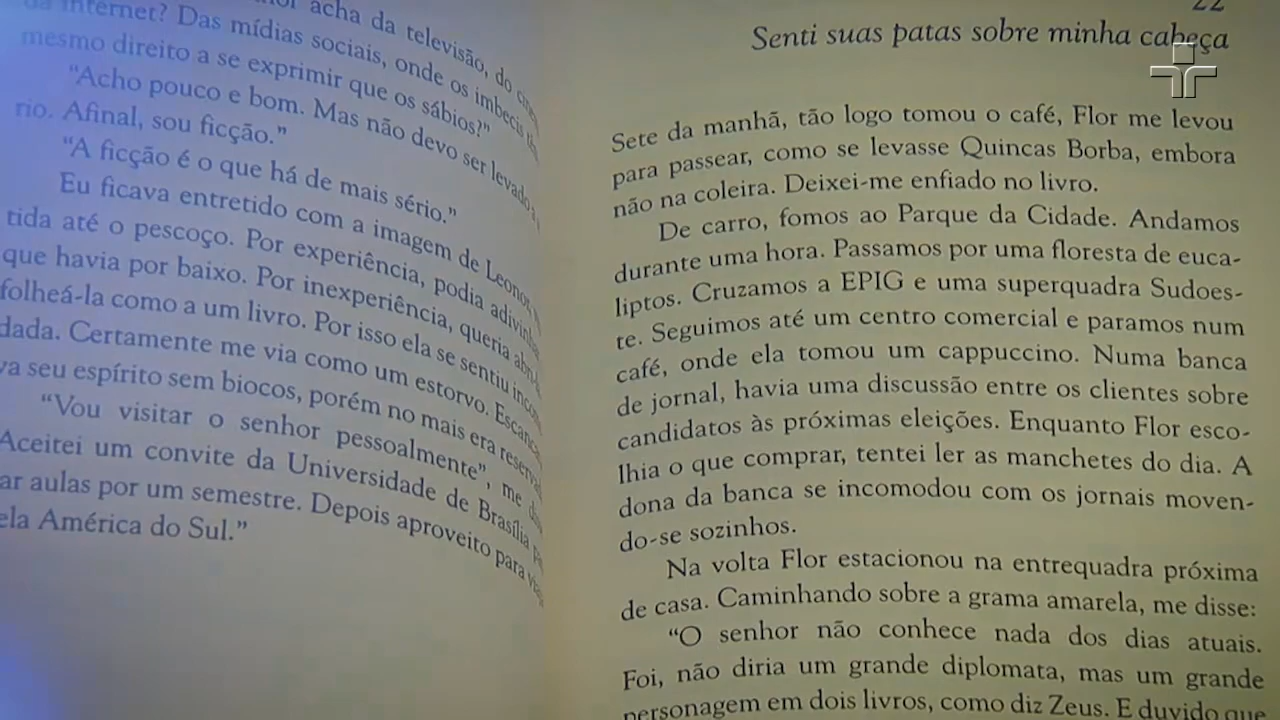 acha da televisão, do
da internet? Das mídias sociais, onde os imbecis
mesmo direito a se exprimir que os sábios?"
"Acho pouco e bom. Mas não devo ser levado a
rio. Afinal, sou ficção."
"A ficção é o que há de mais sério."
Eu ficava entretido com a imagem de Leonor,
tida até o pescoço. Por experiência, podia
que havia por baixo. Por inexperiência, queria
folheá-la como a um livro. Por isso ela se sentiu
dada. Certamente me via como um estorvo.
va seu espírito sem biocos, porém no mais era
"Vou visitar o senhor pessoalmente", me
Aceitei um convite da Universidade de Brasília
ar aulas por um semestre. Depois aproveito para
ela América do Sul."
22
Senti suas patas sobre minha cabeça
Sete da manhã, tão logo tomou o café, Flor me levou
para passear, como se levasse Quincas Borba, embora
não na coleira. Deixei-me enfiado no livro.
De carro, fomos ao Parque da Cidade. Andamos
durante uma hora. Passamos por uma floresta de euca-
liptos. Cruzamos a EPIG e uma superquadra Sudoes-
te. Seguimos até um centro comercial e paramos num
café, onde ela tomou um cappuccino. Numa banca
de jornal, havia uma discussão entre os clientes sobre
candidatos às próximas eleições. Enquanto Flor esco-
lhia o que comprar, tentei ler as manchetes do dia. A
dona da banca se incomodou com os jornais moven-
do-se sozinhos.
Na volta Flor estacionou na entrequadra próxima
de casa. Caminhando sobre a grama amarela, me disse:
"O senhor não conhece nada dos dias atuais.
Foi, não diria um grande diplomata, mas um grande
personagem em dois livros, como diz Zeus. E duvido que